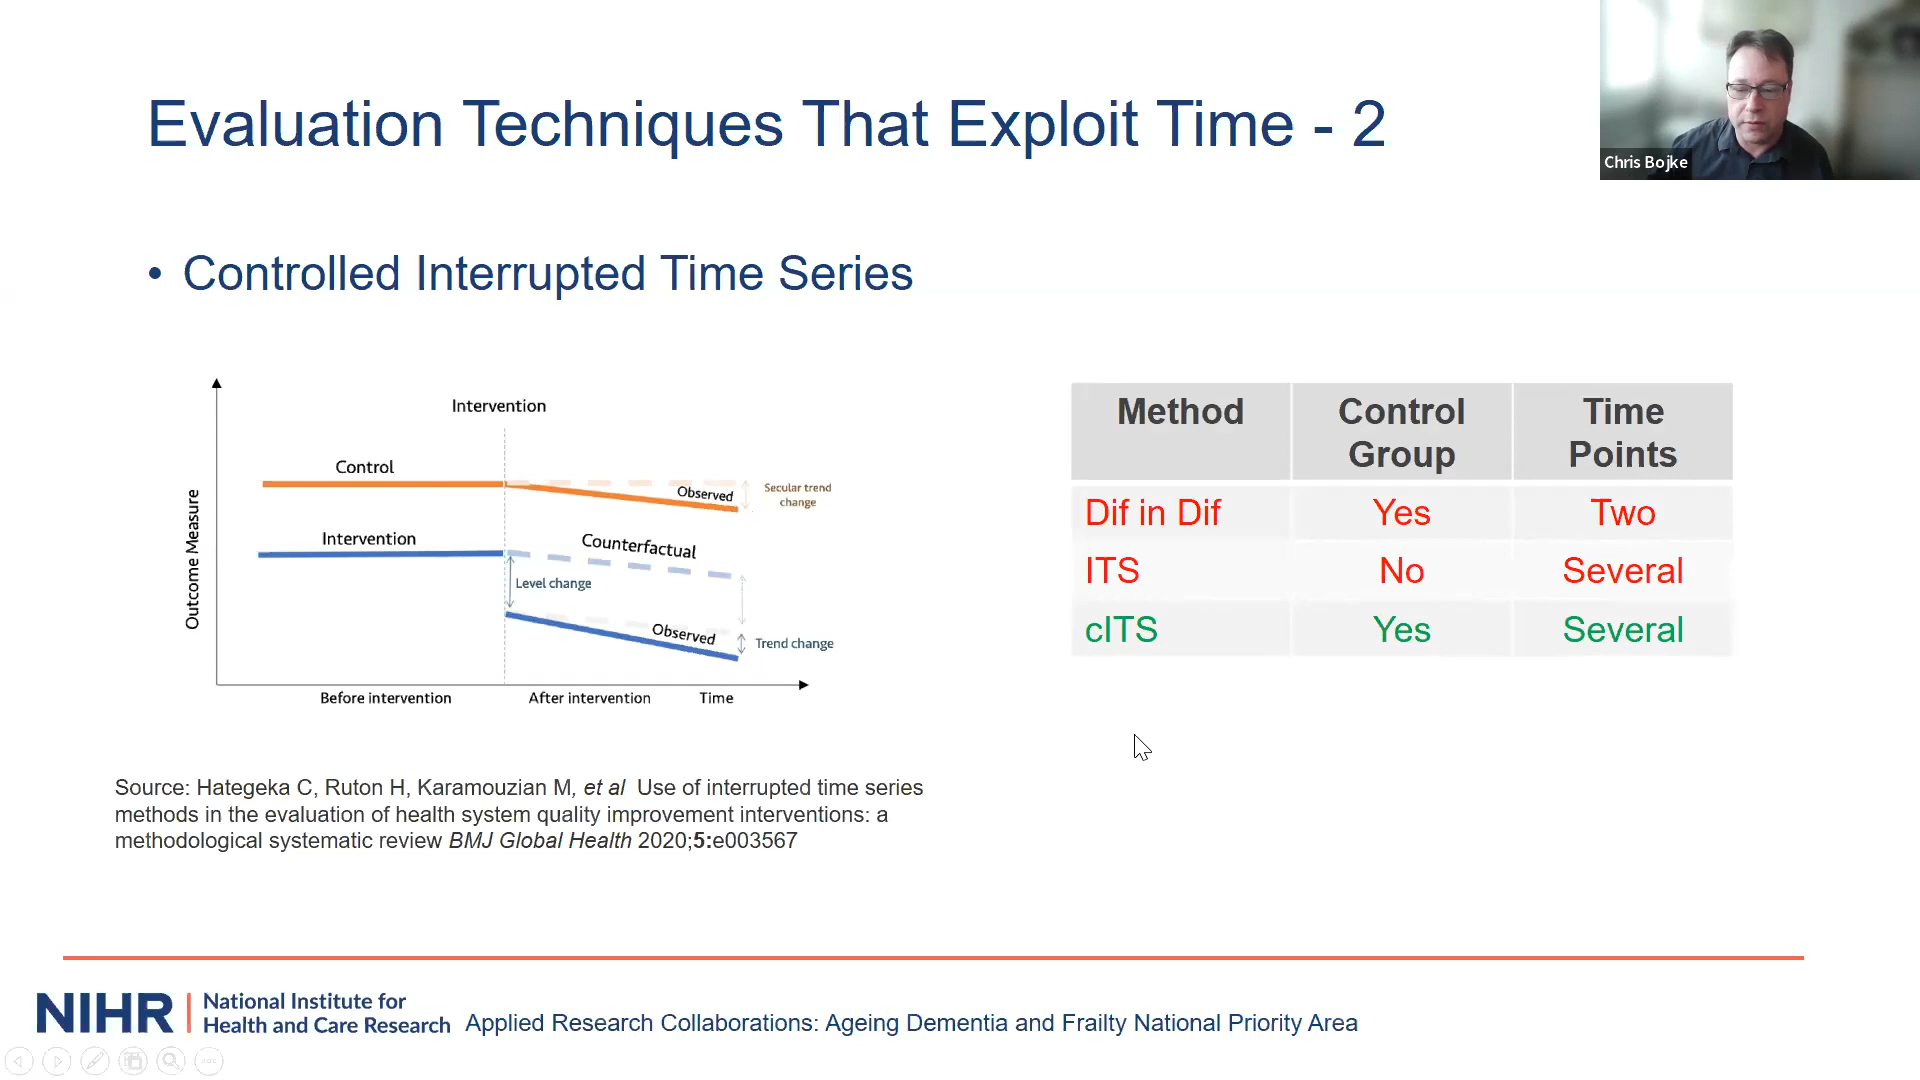 Evaluation Techniques That Exploit Time - 2
Chris Bojke
• Controlled Interrupted Time Series
Intervention
Control
Observed
Secular trend
change
Intervention
Counterfactual
Level change
Observed
Trend change
Outcome Measure
Before intervention
After intervention
Time
Method Control Group Time Points
Dif in Dif Yes Two
ITS No Several
cITS Yes Several
Source: Hategeka C, Ruton H, Karamouzian M, et al Use of interrupted time series
methods in the evaluation of health system quality improvement interventions: a
methodological systematic review BMJ Global Health 2020;5:e003567
NIHR
National Institute for
Health and Care Research
Applied Research Collaborations: Ageing Dementia and Frailty National Priority Area